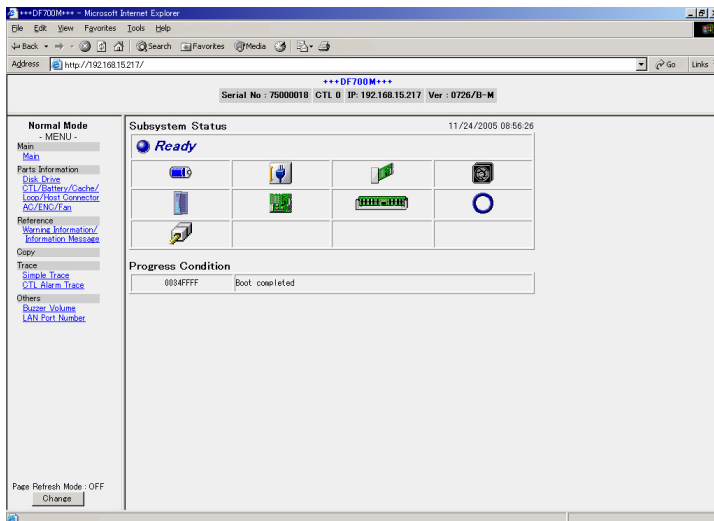 +++DF700M+++ - Microsoft Internet Explorer
File Edit View Favorites Tools Help
Back Search Favorites Media
Address http://192.168.15.217/ Go Links
+++DF700M+++
Serial No : 75000018 CTL 0 IP: 192.168.15.217 Ver : 0726/B-M
Normal Mode
- MENU -
Main
Main
Parts Information
Disk Drive
CTL/Battery/Cache/
Loop/Host Connector
AC/ENC/Fan
Reference
Warning Information/
Information Message
Copy
Trace
Simple Trace
CTL Alarm Trace
Others
Buzzer Volume
LAN Port Number
Page Refresh Mode : OFF
Change
Subsystem Status 11/24/2005 08:56:26
Ready
Progress Condition
0034FFFF Boot completed